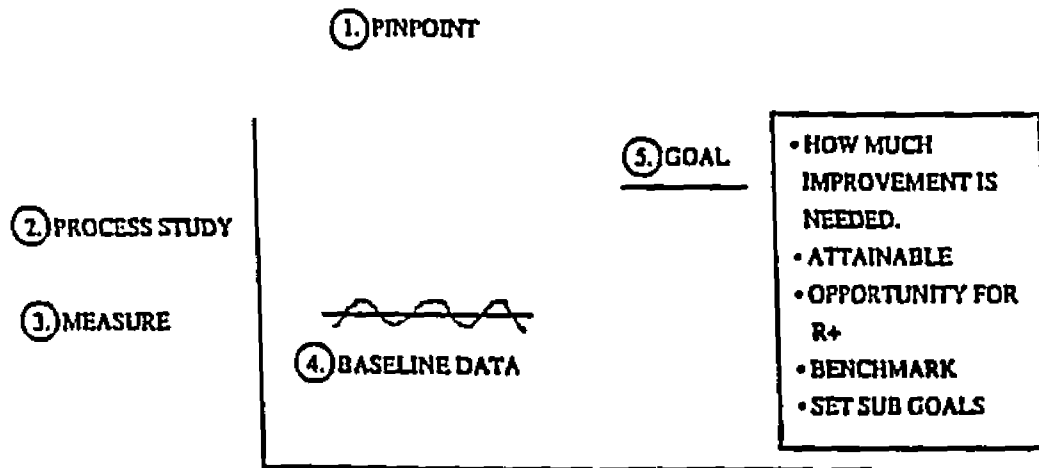 1. PINPOINT
5. GOAL
2. PROCESS STUDY
3. MEASURE
4. BASELINE DATA
• HOW MUCH
IMPROVEMENT IS
NEEDED.
• ATTAINABLE
• OPPORTUNITY FOR
R+
• BENCHMARK
• SET SUB GOALS